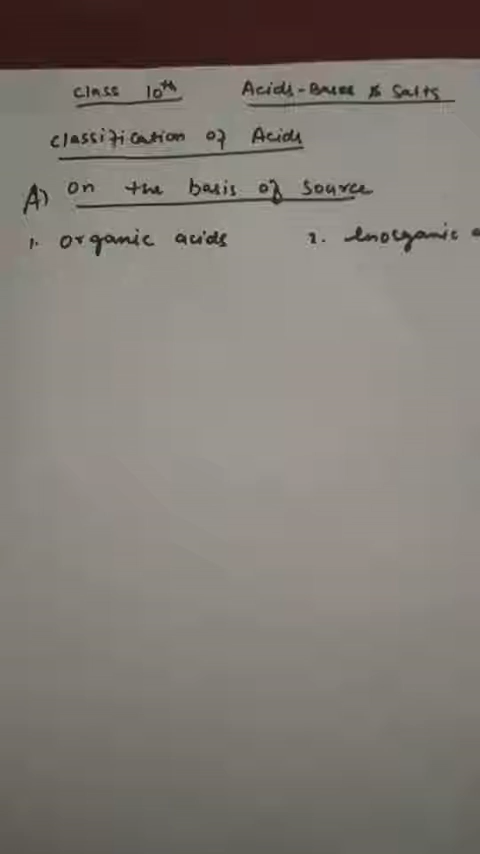 Class 10th Acids-Bases & Salts
Classification of Acids
A) On the basis of source
1. organic acids 2. Inorganic